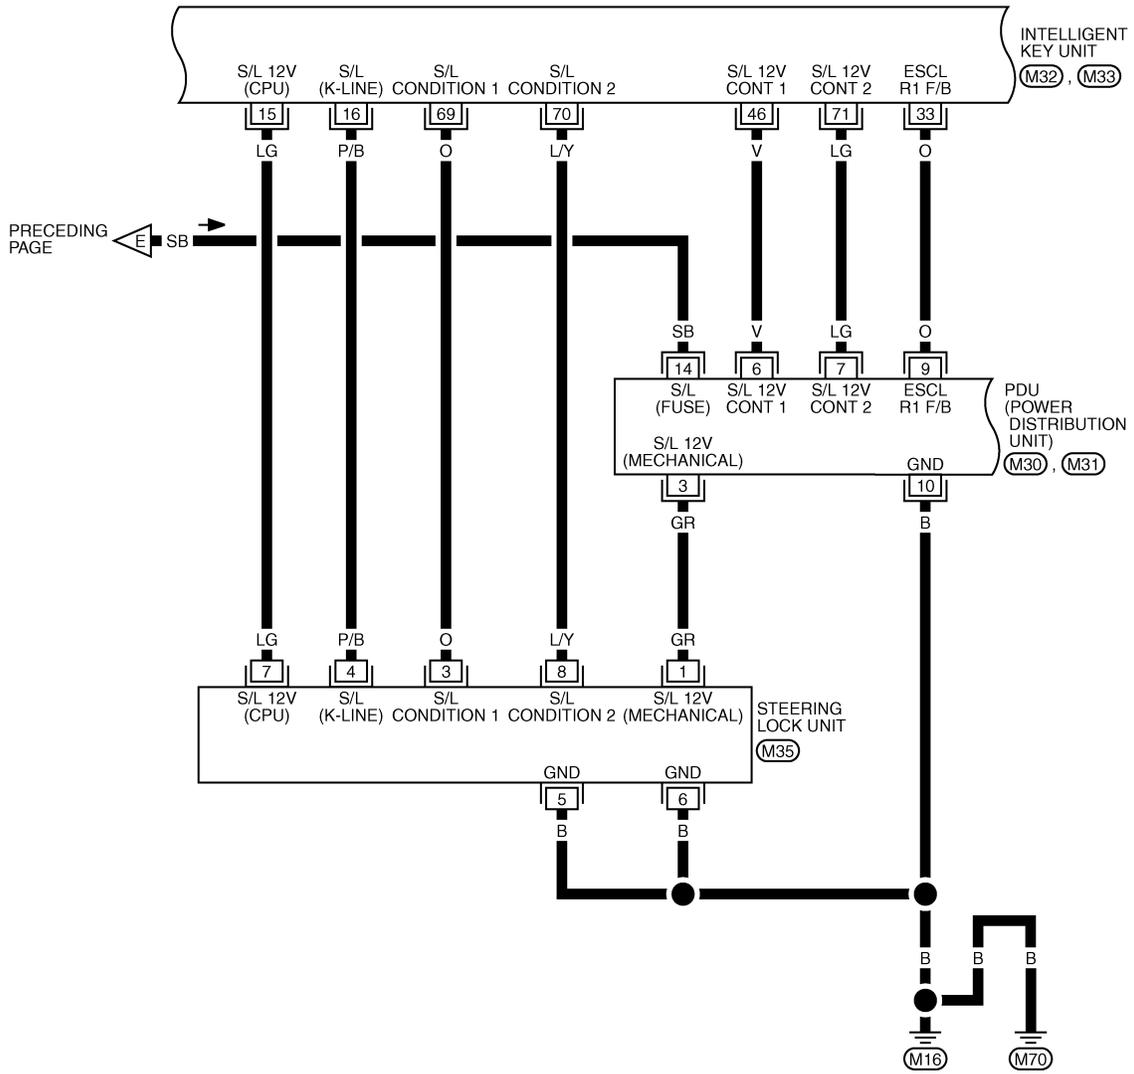 INTELLIGENT
KEY UNIT
M32 , M33
S/L 12V
(CPU)
S/L
(K-LINE)
S/L
CONDITION 1
S/L
CONDITION 2
S/L 12V
CONT 1
S/L 12V
CONT 2
ESCL
R1 F/B
15 16 69 70 46 71 33
LG P/B O L/Y V LG O
PRECEDING
PAGE
E SB
SB V LG O
14 6 7 9
S/L
(FUSE)
S/L 12V
CONT 1
S/L 12V
CONT 2
ESCL
R1 F/B
PDU
(POWER
DISTRIBUTION
UNIT)
M30 , M31
S/L 12V
(MECHANICAL)
GND
3 10
GR B
LG P/B O L/Y GR
7 4 3 8 1
S/L 12V
(CPU)
S/L
(K-LINE)
S/L
CONDITION 1
S/L
CONDITION 2
S/L 12V
(MECHANICAL)
STEERING
LOCK UNIT
M35
GND GND
5 6
B B
B B B
M16 M70